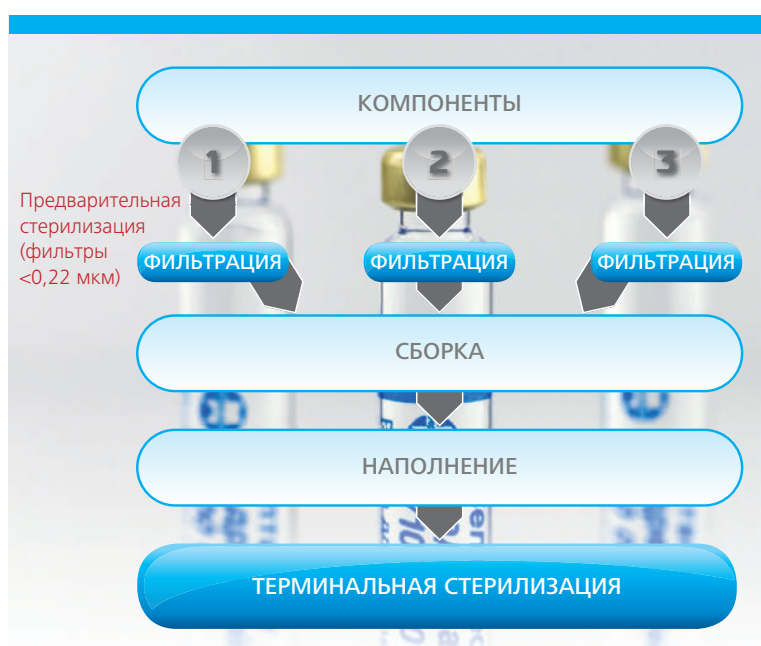 КОМПОНЕНТЫ
1 2 3
Предварительная
стерилизация
(фильтры
<0,22 мкм)
ФИЛЬТРАЦИЯ ФИЛЬТРАЦИЯ ФИЛЬТРАЦИЯ
СБОРКА
НАПОЛНЕНИЕ
ТЕРМИНАЛЬНАЯ СТЕРИЛИЗАЦИЯ